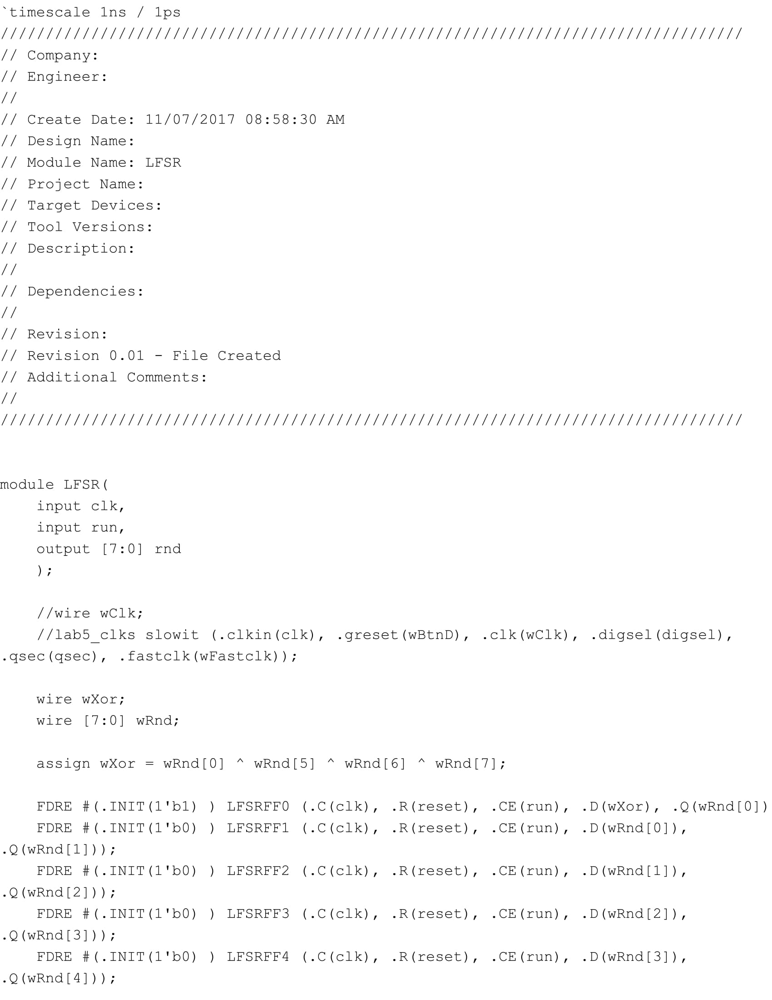 `timescale 1ns / 1ps
//////////////////////////////////////////////////////////////////////////////////
// Company:
// Engineer:
//
// Create Date: 11/07/2017 08:58:30 AM
// Design Name:
// Module Name: LFSR
// Project Name:
// Target Devices:
// Tool Versions:
// Description:
//
// Dependencies:
//
// Revision:
// Revision 0.01 - File Created
// Additional Comments:
//
//////////////////////////////////////////////////////////////////////////////////
module LFSR(
    input clk,
    input run,
    output [7:0] rnd
    );
    //wire wClk;
    //lab5_clks slowit (.clkin(clk), .greset(wBtnD), .clk(wClk), .digsel(digsel),
.qsec(qsec), .fastclk(wFastclk));
    wire wXor;
    wire [7:0] wRnd;
    assign wXor = wRnd[0] ^ wRnd[5] ^ wRnd[6] ^ wRnd[7];
    FDRE #(.INIT(1'b1) ) LFSRFF0 (.C(clk), .R(reset), .CE(run), .D(wXor), .Q(wRnd[0])
    FDRE #(.INIT(1'b0) ) LFSRFF1 (.C(clk), .R(reset), .CE(run), .D(wRnd[0]),
.Q(wRnd[1]));
    FDRE #(.INIT(1'b0) ) LFSRFF2 (.C(clk), .R(reset), .CE(run), .D(wRnd[1]),
.Q(wRnd[2]));
    FDRE #(.INIT(1'b0) ) LFSRFF3 (.C(clk), .R(reset), .CE(run), .D(wRnd[2]),
.Q(wRnd[3]));
    FDRE #(.INIT(1'b0) ) LFSRFF4 (.C(clk), .R(reset), .CE(run), .D(wRnd[3]),
.Q(wRnd[4]));